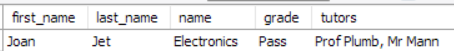 first_name last_name name grade tutors
Joan Jet Electronics Pass Prof Plumb, Mr Mann